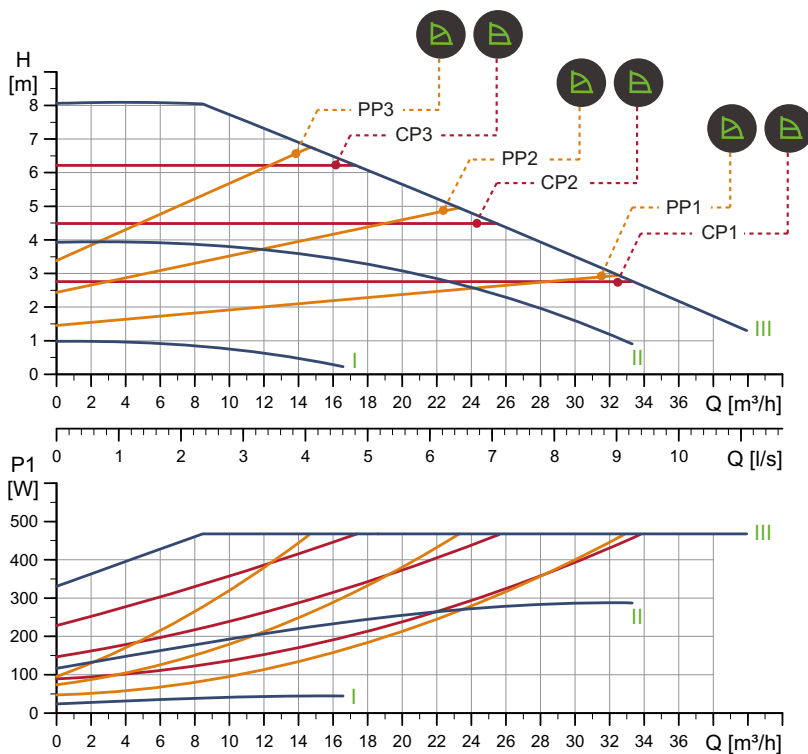 H
[m]
8
7
6
5
4
3
2
1
0
PP3
CP3
PP2
CP2
PP1
CP1
I
II
III
0 2 4 6 8 10 12 14 16 18 20 22 24 26 28 30 32 34 36 Q [m³/h]
0 1 2 3 4 5 6 7 8 9 10 Q [l/s]
P1
[W]
500
400
300
200
100
0
III
II
I
0 2 4 6 8 10 12 14 16 18 20 22 24 26 28 30 32 34 36 Q [m³/h]